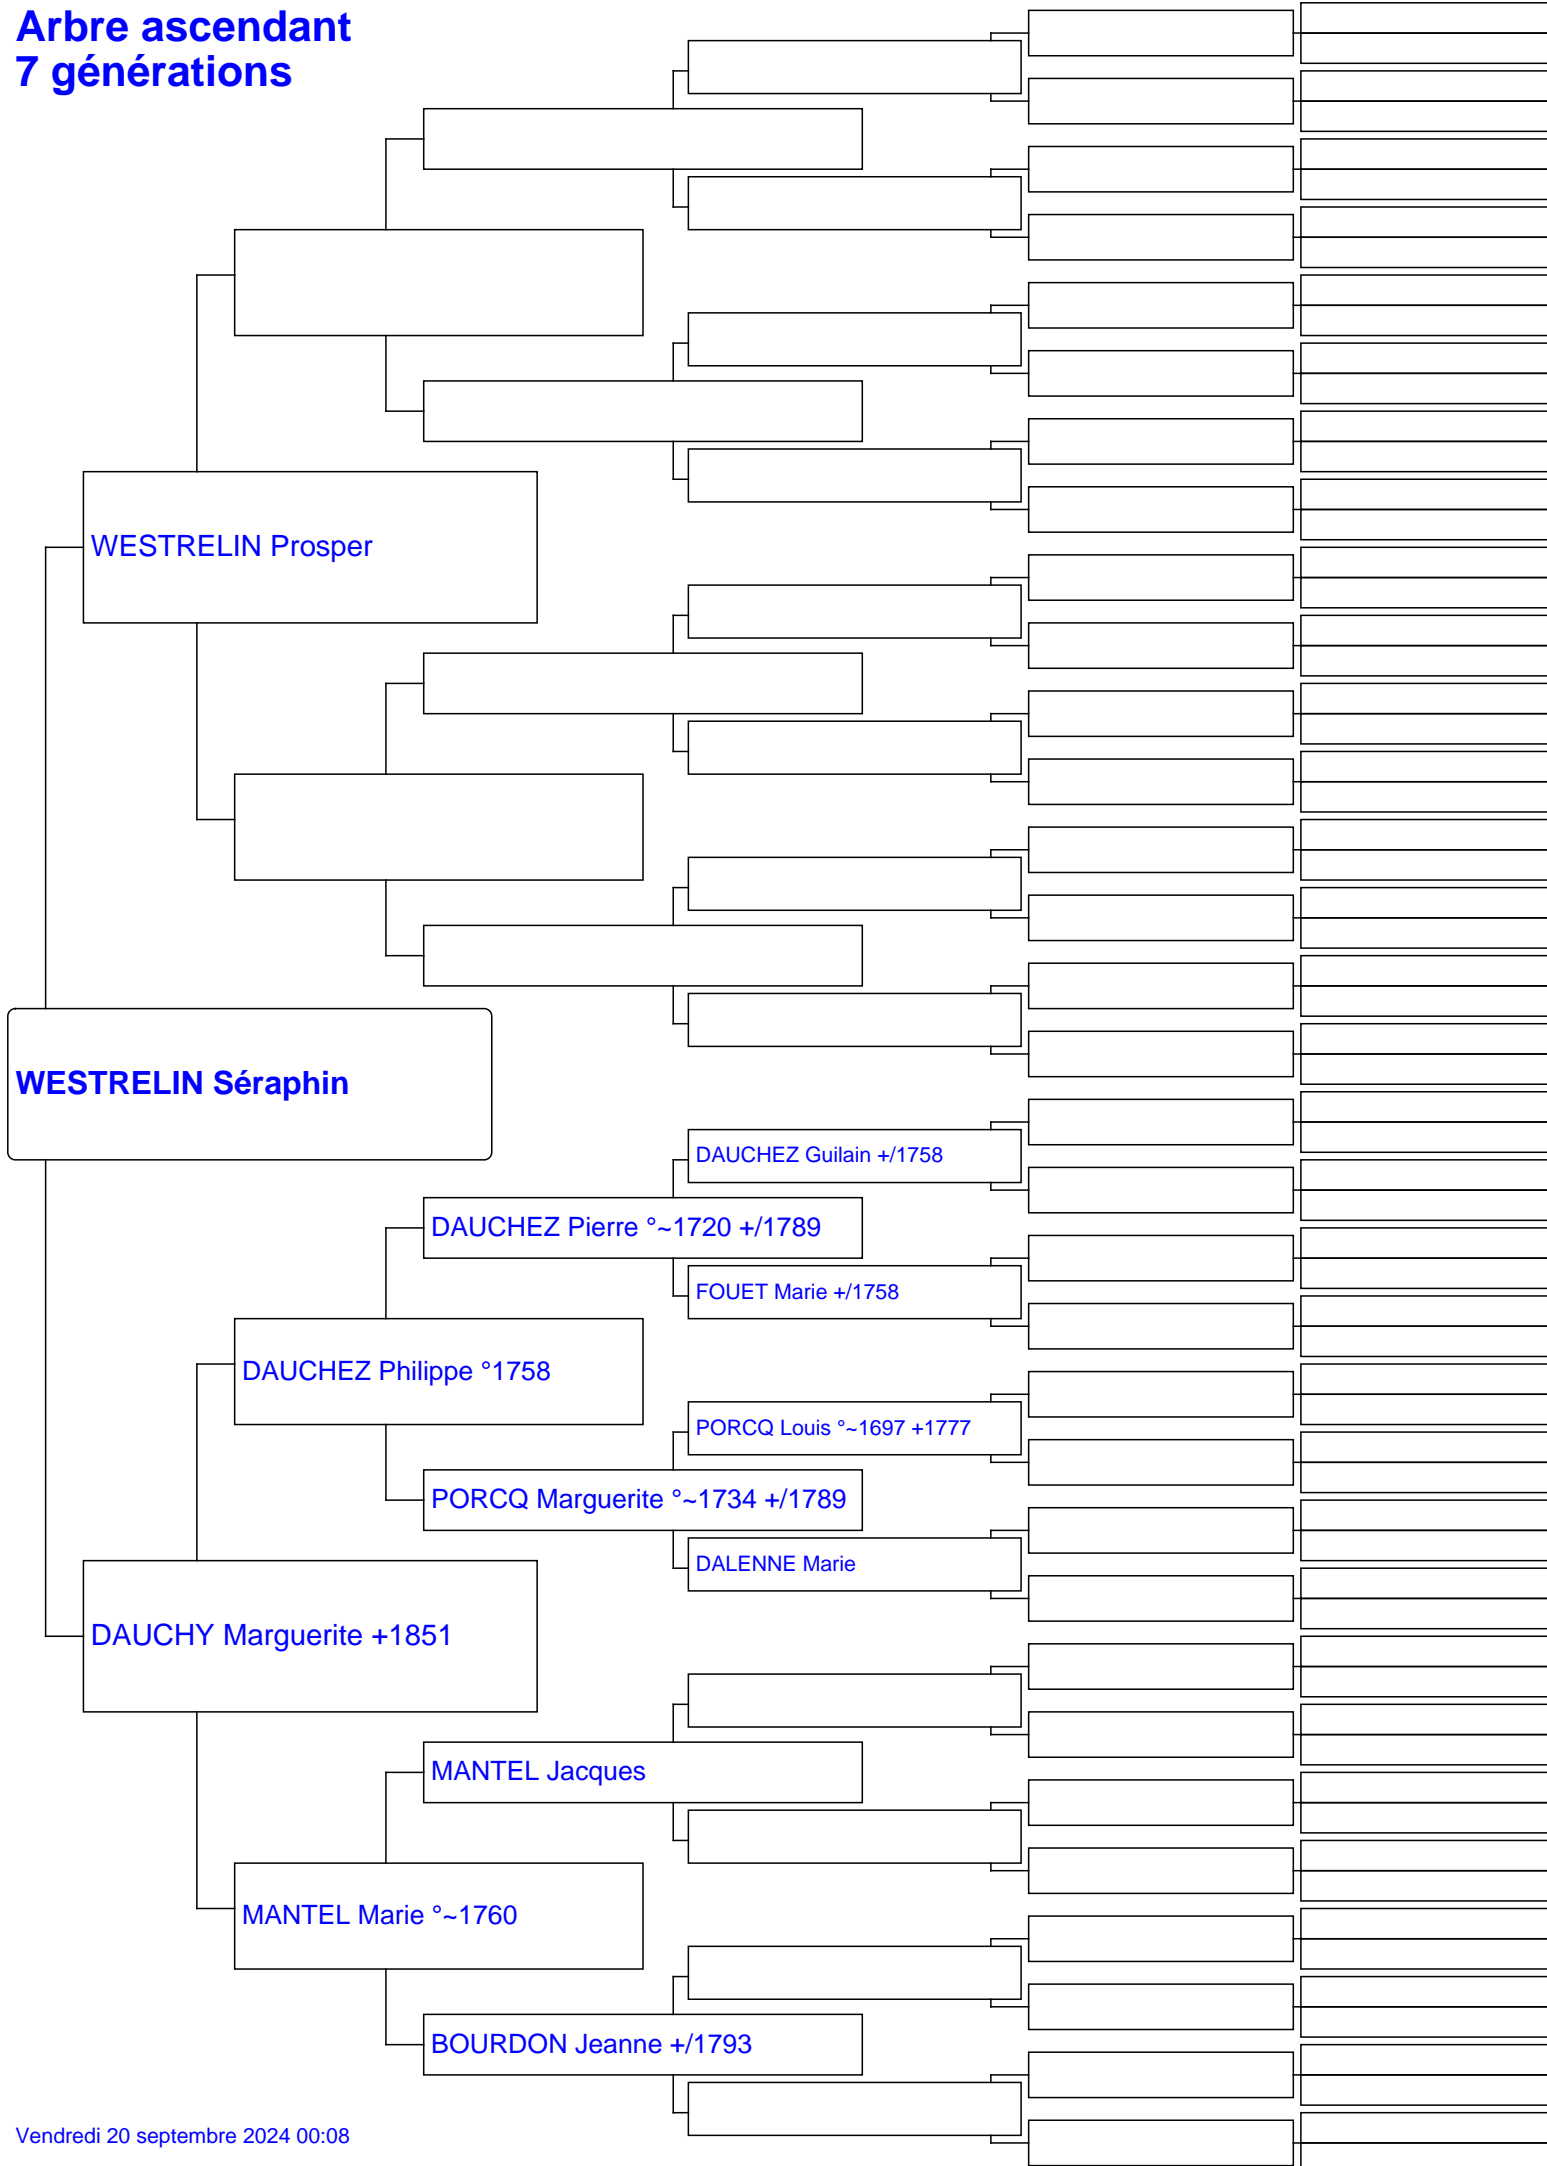 Arbre ascendant
7 générations
WESTRELIN Prosper
WESTRELIN Séraphin
DAUCHEZ Guilain +/1758
DAUCHEZ Pierre °~1720 +/1789
FOUET Marie +/1758
DAUCHEZ Philippe °1758
PORCQ Louis °~1697 +1777
PORCQ Marguerite °~1734 +/1789
DALENNE Marie
DAUCHY Marguerite +1851
MANTEL Jacques
MANTEL Marie °~1760
BOURDON Jeanne +/1793
Vendredi 20 septembre 2024 00:08